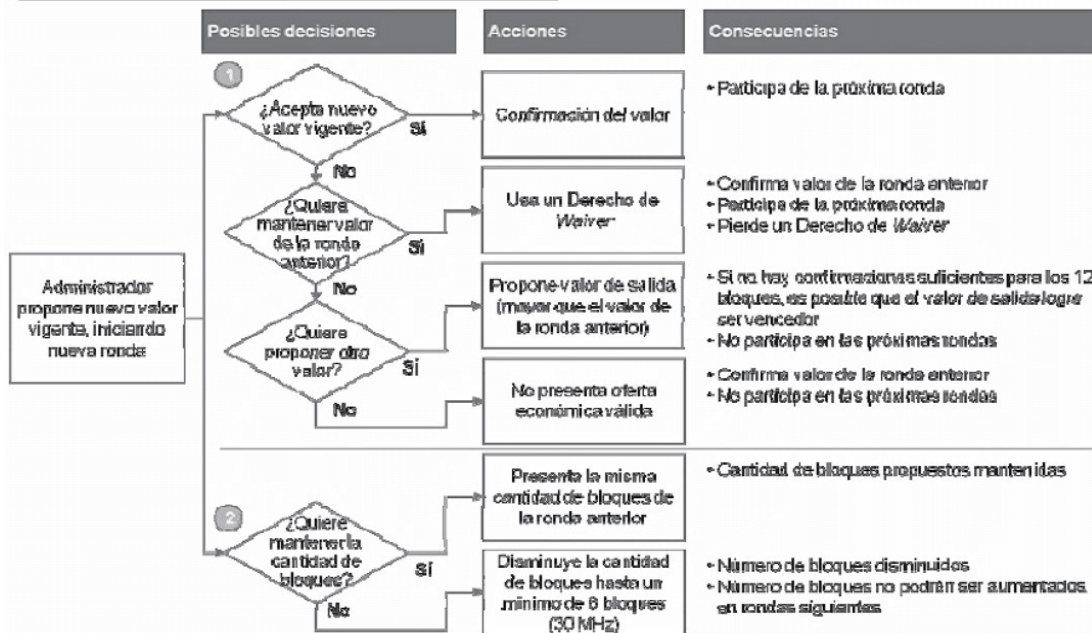 Posibles decisiones
Acciones
Consecuencias
1
¿Acepta nuevo
valor vigente?
Sí
Confirmación del valor
• Participa de la próxima ronda
No
¿Quiere
mantener valor
de la ronda
anterior?
Sí
Usa un Derecho de
Waiver
• Confirma valor de la ronda anterior
• Participa de la próxima ronda
• Pierde un Derecho de Waiver
No
Administrador
propone nuevo valor
vigente, iniciando
nueva ronda
¿Quiere
proponer otro
valor?
Sí
Propone valor de salida
(mayor que el valor de
la ronda anterior)
• Si no hay confirmaciones suficientes para los 12
bloques, es posible que el valor de salida logre
ser vencedor
• No participa en las próximas rondas
No
No presenta oferta
económica válida
• Confirma valor de la ronda anterior
• No participa en las próximas rondas
2
¿Quiere
mantener la
cantidad de
bloques?
Sí
Presenta la misma
cantidad de bloques de
la ronda anterior
• Cantidad de bloques propuestos mantenidas
No
Disminuye la cantidad
de bloques hasta un
mínimo de 6 bloques
(30 MHz)
• Número de bloques disminuidos
• Número de bloques no podrán ser aumentados
en rondas siguientes